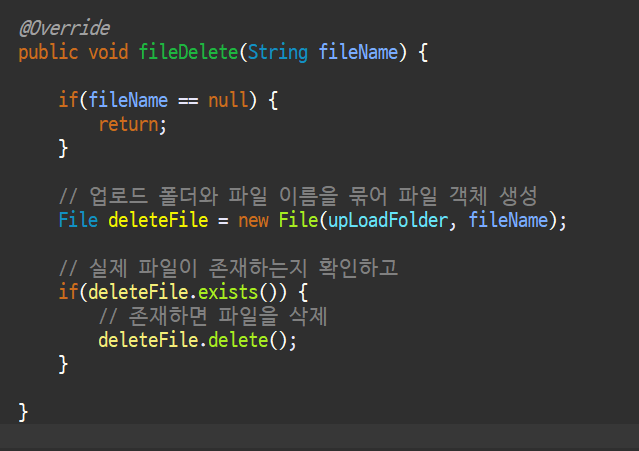 @Override
public void fileDelete(String fileName) {
if(fileName == null) {
return;
}
// 업로드 폴더와 파일 이름을 묶어 파일 객체 생성
File deleteFile = new File(upLoadFolder, fileName);
// 실제 파일이 존재하는지 확인하고
if(deleteFile.exists()) {
// 존재하면 파일을 삭제
deleteFile.delete();
}
}